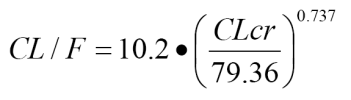 CL / F = 10.2 • (CLcr / 79.36)^0.737